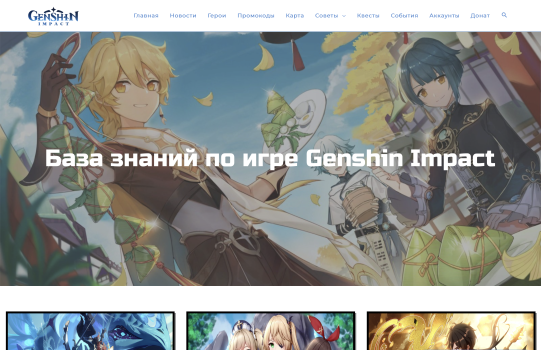 GENSHIN
IMPACT
Главная Новости Герои Промокоды Карта Советы Квесты События Аккаунты Донат
База знаний по игре Genshin Impact